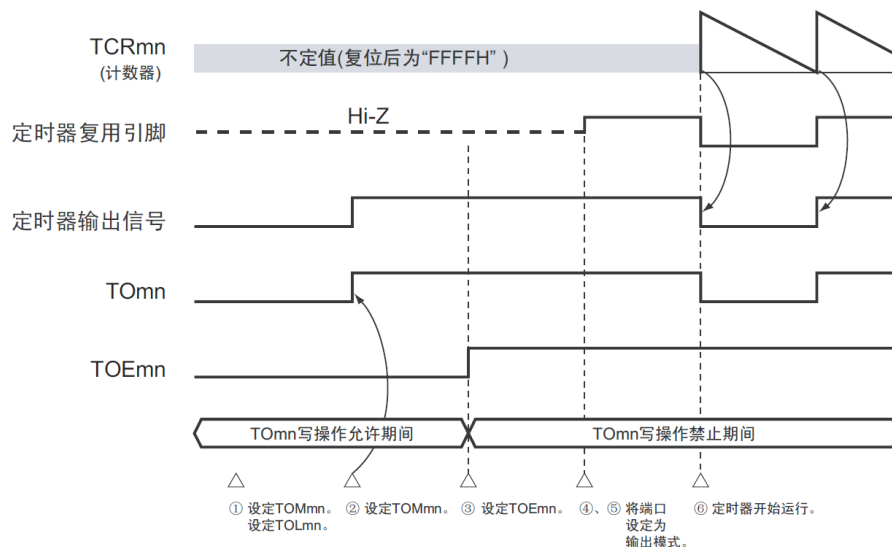 TCRmn
(计数器)
不定值(复位后为“FFFFH” )
Hi-Z
定时器复用引脚
定时器输出信号
TOmn
TOEmn
TOmn写操作允许期间
TOmn写操作禁止期间
① 设定TOMmn。
设定TOLmn。
② 设定TOMmn。
③ 设定TOEmn。
④、⑤ 将端口
设定为
输出模式。
⑥ 定时器开始运行。